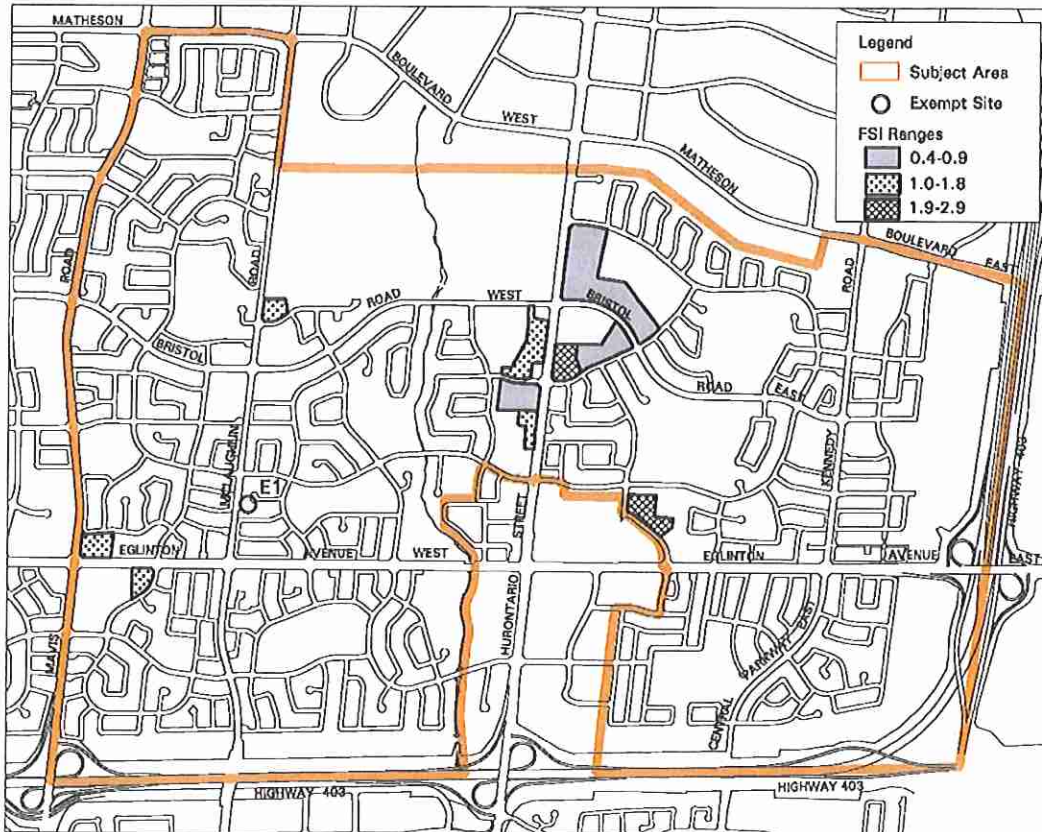 MATHESON
BOULEVARD
WEST
MATHESON
BOULEVARD
EAST
Legend
Subject Area
Exempt Site
FSI Ranges
0.4-0.9
1.0-1.8
1.9-2.9
ROAD
ROAD
ROAD
WEST
BRISTOL
ROAD
HIGHWAY 403
BRISTOL
ROAD
EAST
MCLAUGHLIN
KENNEDY
E1
STREET
EGLINTON
AVENUE
WEST
EGLINTON
AVENUE
EAST
HURONTARIO
MAVIS
CENTRAL
PARKWAY
EAST
HIGHWAY 403
HIGHWAY 403